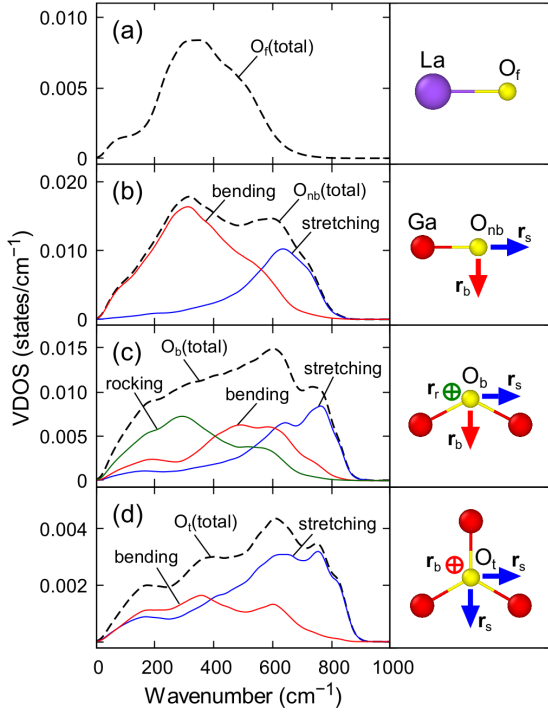 (a)
0.010
0.005
0
O_f(total)
La
O_f
(b)
0.020
0.010
0
bending
O_nb(total)
stretching
Ga
O_nb
r_s
r_b
(c)
0.015
0.010
0.005
0
O_b(total)
stretching
rocking
bending
r_r
O_b
r_s
r_b
(d)
0.004
0.002
O_t(total)
stretching
bending
r_b
O_t
r_s
r_s
0
200
400
600
800
1000
Wavenumber (cm⁻¹)
VDOS (states/cm⁻¹)